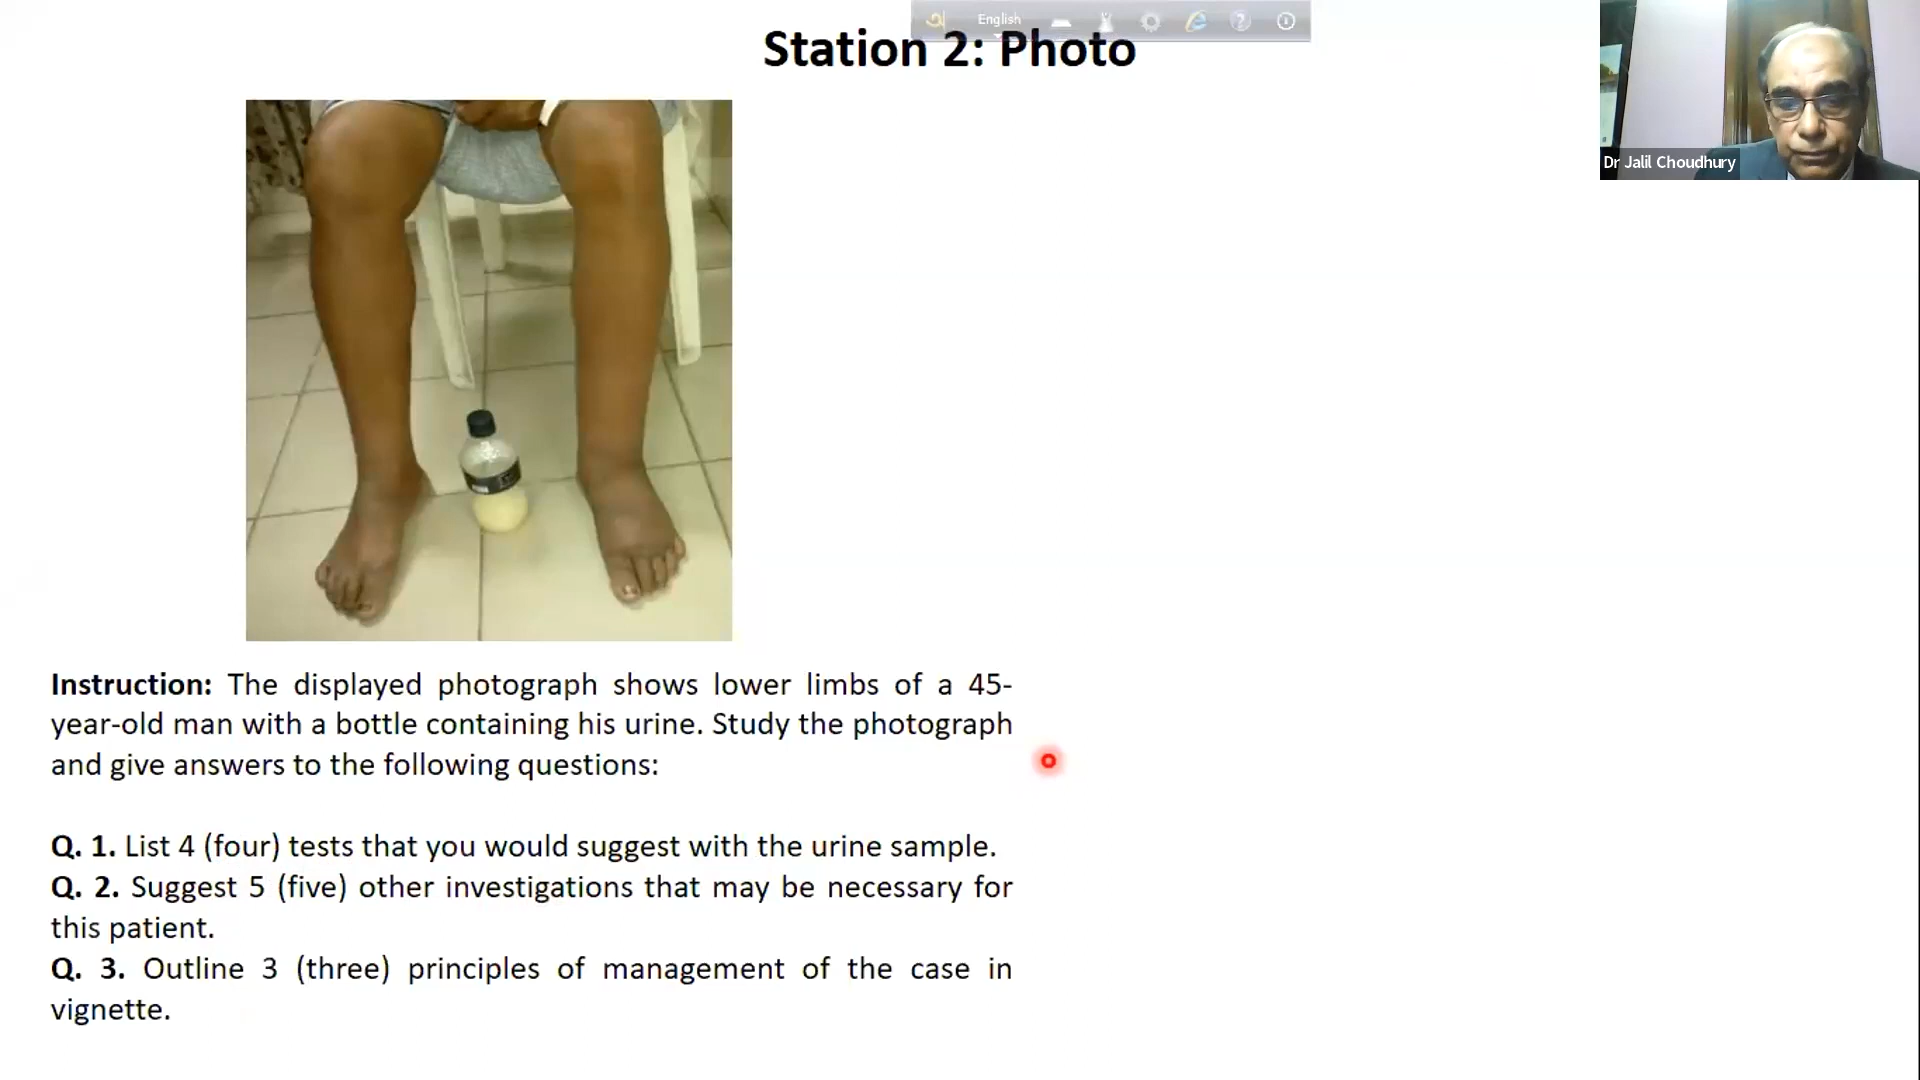 English
Station 2: Photo
Dr Jalil Choudhury
Instruction: The displayed photograph shows lower limbs of a 45-
year-old man with a bottle containing his urine. Study the photograph
and give answers to the following questions:
Q. 1. List 4 (four) tests that you would suggest with the urine sample.
Q. 2. Suggest 5 (five) other investigations that may be necessary for
this patient.
Q. 3. Outline 3 (three) principles of management of the case in
vignette.